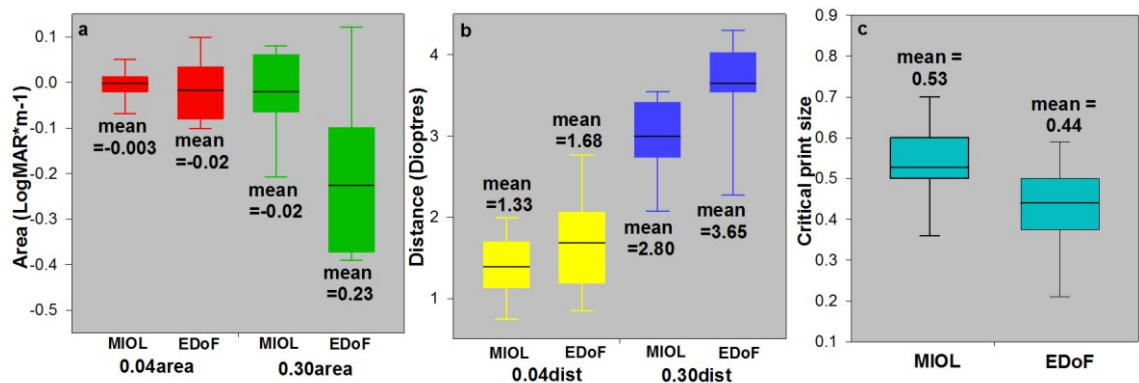 a
Area (LogMAR*m-1)
0.1
0.0
-0.1
-0.2
-0.3
-0.4
-0.5
mean
=-0.003
mean
=-0.02
mean
=-0.02
mean
=0.23
MIOL
EDoF
MIOL
EDoF
0.04area
0.30area
b
Distance (Dioptres)
4
3
2
1
mean
=1.33
mean
=1.68
mean
=2.80
mean
=3.65
MIOL
EDoF
MIOL
EDoF
0.04dist
0.30dist
c
Critical print size
0.9
0.8
0.7
0.6
0.5
0.4
0.3
0.2
0.1
mean =
0.53
mean =
0.44
MIOL
EDoF